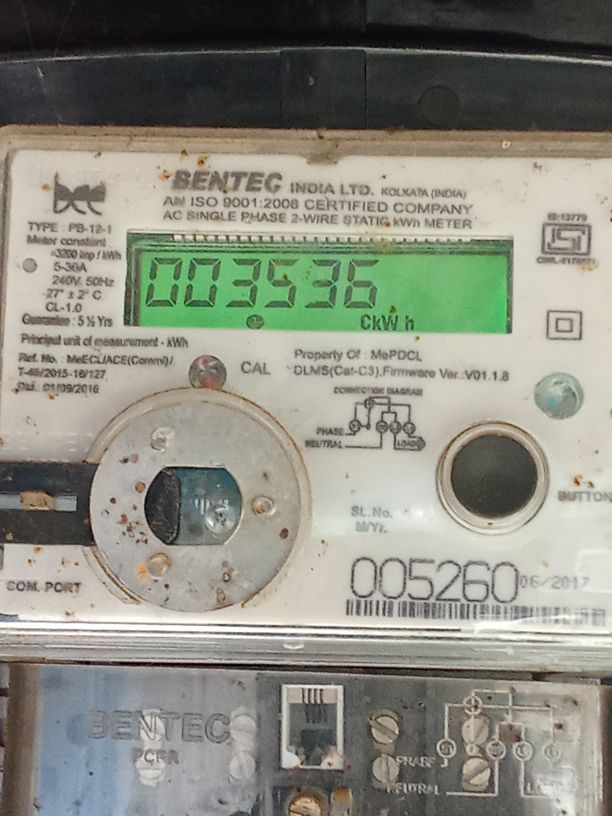 BENTEC INDIA LTD. KOLKATA (INDIA)
AN ISO 9001:2008 CERTIFIED COMPANY
AC SINGLE PHASE 2-WIRE STATIC kWh METER
TYPE : PB-12-1
Meter constant
=3200 imp / kWh
5-30A
240V. 50Hz
27° ± 2° C
CL-1.0
Guarantee : 5 ½ Yrs
IS:13779
003536
CkW h
Principal unit of measurement - kWh
Ref. No. : MeECL/ACE(Comml)/
T-45/2015-16/127
Dtd. 01/09/2016
CAL
Property Of : MePDCL
DLMS(Cat-C3).Firmware Ver.:V01.1.8
CONNECTION DIAGRAM
PHASE
NEUTRAL
LOAD
BUTTON
SL.No.
M/Yr.
COM. PORT
005260
06/2017
BENTEC
PHASE
NEUTRAL